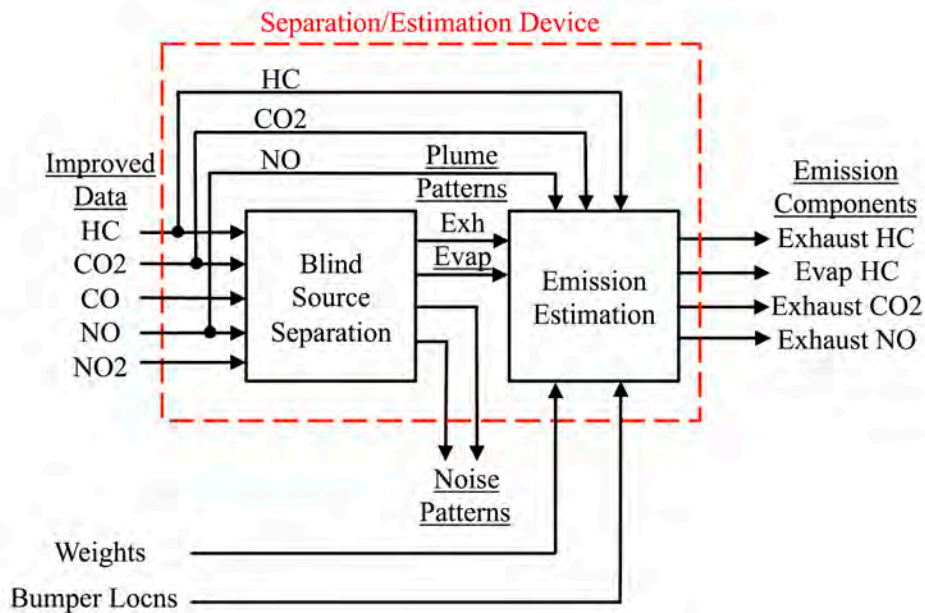 Separation/Estimation Device
HC
CO2
NO
Plume
Patterns
Improved
Data
HC
CO2
CO
NO
NO2
Blind
Source
Separation
Exh
Evap
Emission
Estimation
Emission
Components
Exhaust HC
Evap HC
Exhaust CO2
Exhaust NO
Noise
Patterns
Weights
Bumper Locns